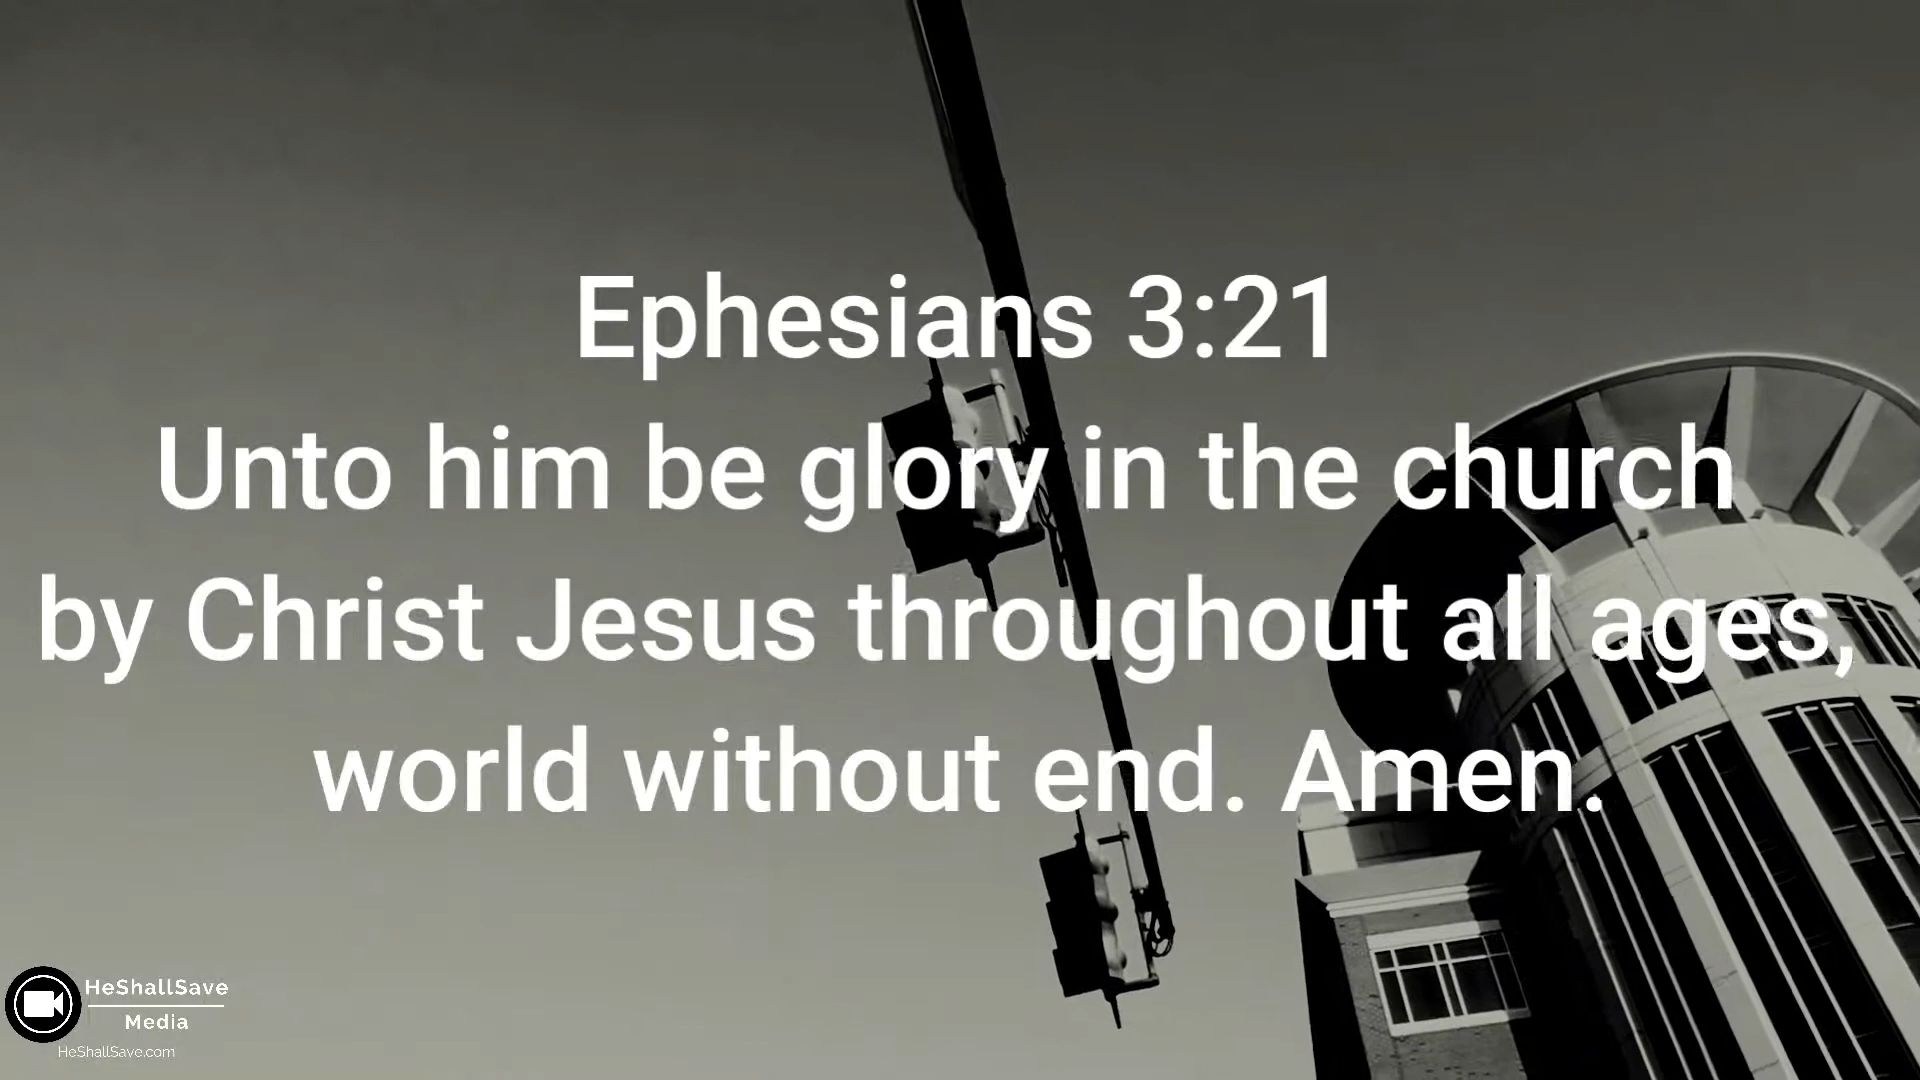 Ephesians 3:21
Unto him be glory in the church
by Christ Jesus throughout all ages,
world without end. Amen.
HeShallSave
Media
HeShallSave.com